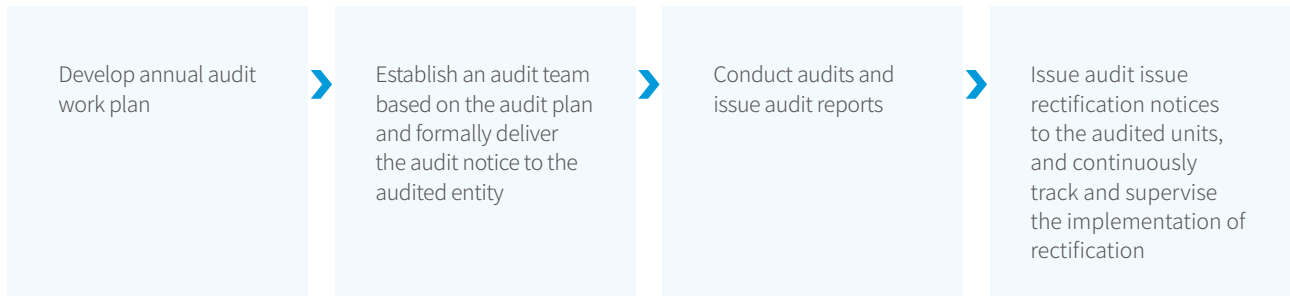 Develop annual audit
work plan
Establish an audit team
based on the audit plan
and formally deliver
the audit notice to the
audited entity
Conduct audits and
issue audit reports
Issue audit issue
rectification notices
to the audited units,
and continuously
track and supervise
the implementation of
rectification